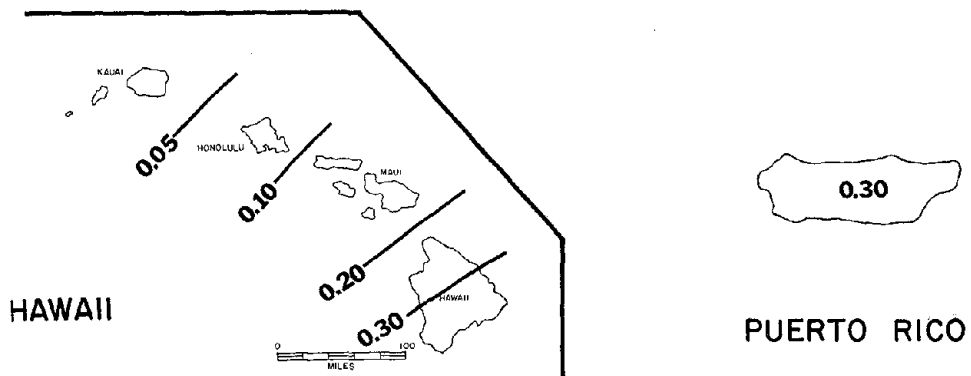 KAUAI
0.05
HONOLULU
0.10
MAUI
0.20
HAWAII
0.30
0 100
MILES
HAWAII
0.30
PUERTO RICO